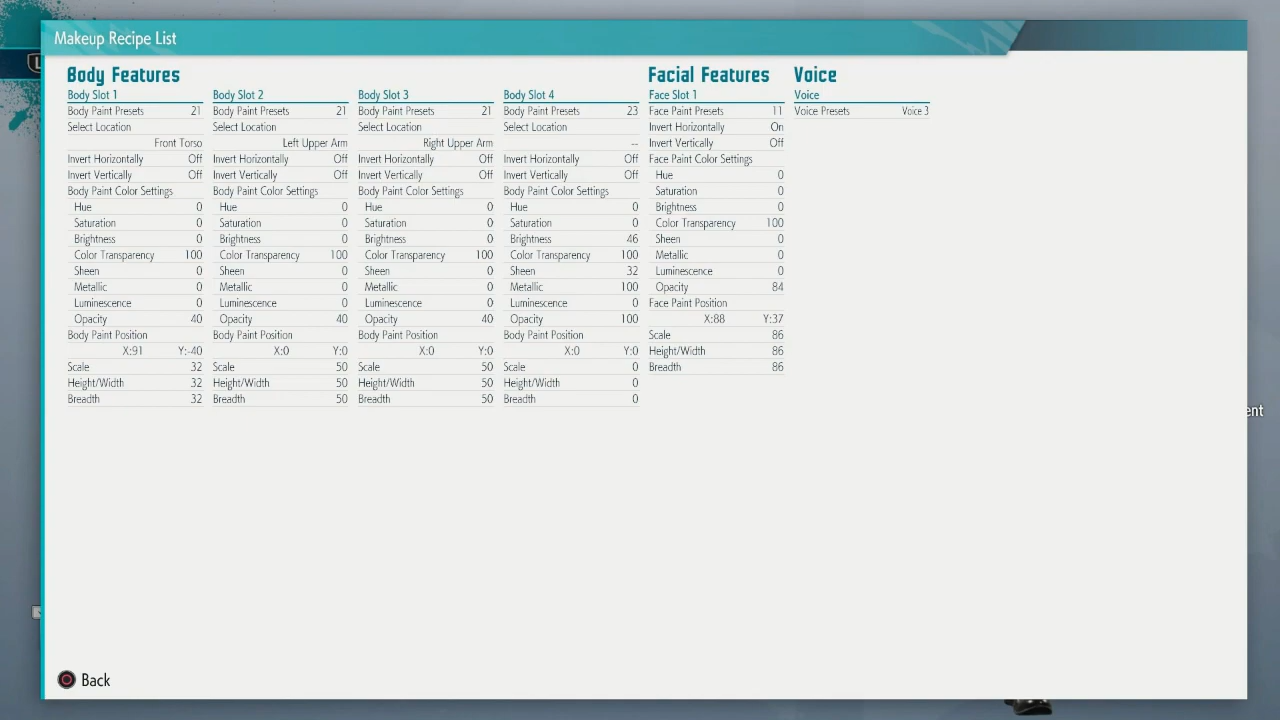 Makeup Recipe List
Body Features
Body Slot 1
Body Paint Presets 21
Select Location
Front Torso
Invert Horizontally Off
Invert Vertically Off
Body Paint Color Settings
Hue 0
Saturation 0
Brightness 0
Color Transparency 100
Sheen 0
Metallic 0
Luminescence 0
Opacity 40
Body Paint Position
X:91 Y:-40
Scale 32
Height/Width 32
Breadth 32
Body Slot 2
Body Paint Presets 21
Select Location
Left Upper Arm
Invert Horizontally Off
Invert Vertically Off
Body Paint Color Settings
Hue 0
Saturation 0
Brightness 0
Color Transparency 100
Sheen 0
Metallic 0
Luminescence 0
Opacity 40
Body Paint Position
X:0 Y:0
Scale 50
Height/Width 50
Breadth 50
Body Slot 3
Body Paint Presets 21
Select Location
Right Upper Arm
Invert Horizontally Off
Invert Vertically Off
Body Paint Color Settings
Hue 0
Saturation 0
Brightness 0
Color Transparency 100
Sheen 0
Metallic 0
Luminescence 0
Opacity 40
Body Paint Position
X:0 Y:0
Scale 50
Height/Width 50
Breadth 50
Body Slot 4
Body Paint Presets 23
Select Location
--
Invert Horizontally Off
Invert Vertically Off
Body Paint Color Settings
Hue 0
Saturation 0
Brightness 46
Color Transparency 100
Sheen 32
Metallic 100
Luminescence 0
Opacity 100
Body Paint Position
X:0 Y:0
Scale 0
Height/Width 0
Breadth 0
Facial Features
Face Slot 1
Face Paint Presets 11
Invert Horizontally On
Invert Vertically Off
Face Paint Color Settings
Hue 0
Saturation 0
Brightness 0
Color Transparency 100
Sheen 0
Metallic 0
Luminescence 0
Opacity 84
Face Paint Position
X:88 Y:37
Scale 86
Height/Width 86
Breadth 86
Voice
Voice
Voice Presets Voice 3
ent
Back